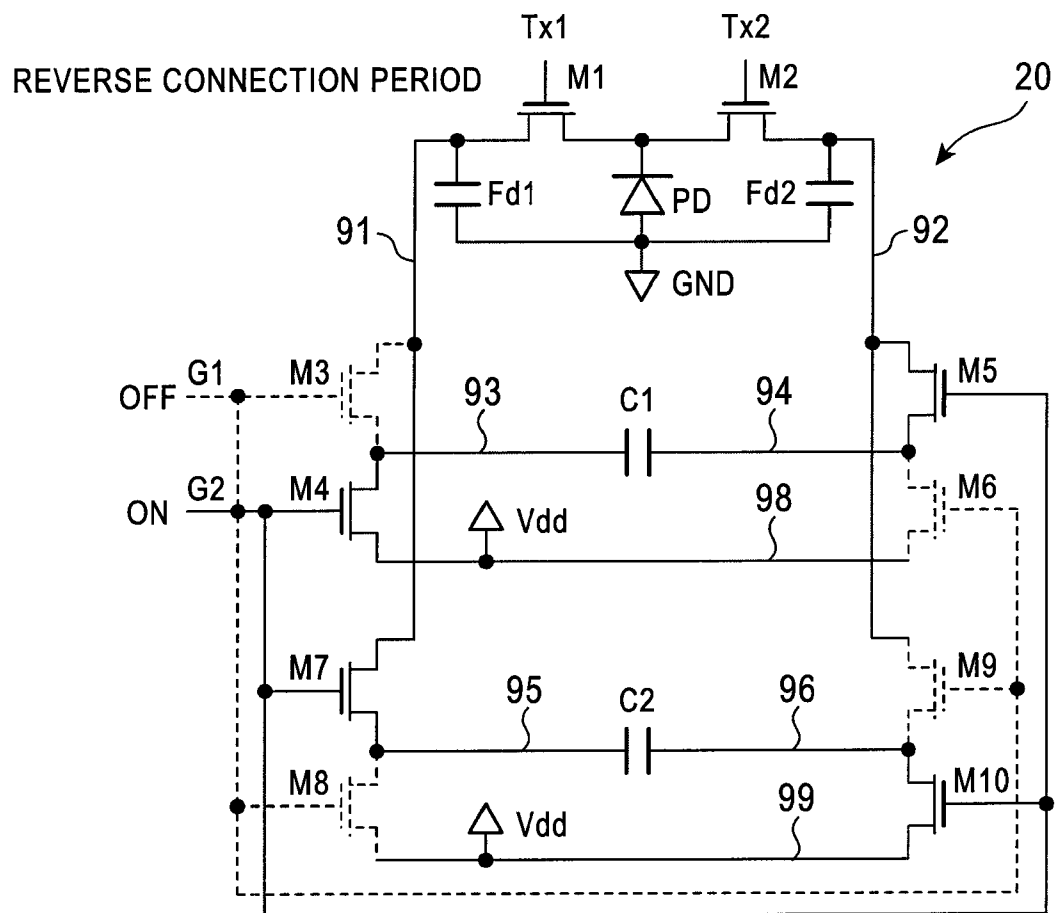 Tx1 Tx2
REVERSE CONNECTION PERIOD M1 M2 20
Fd1 PD Fd2
91 92
GND
G1 M3 M5
OFF 93 C1 94
G2 M4 M6
ON Vdd 98
M7 M9
95 C2 96
M8 M10
Vdd 99